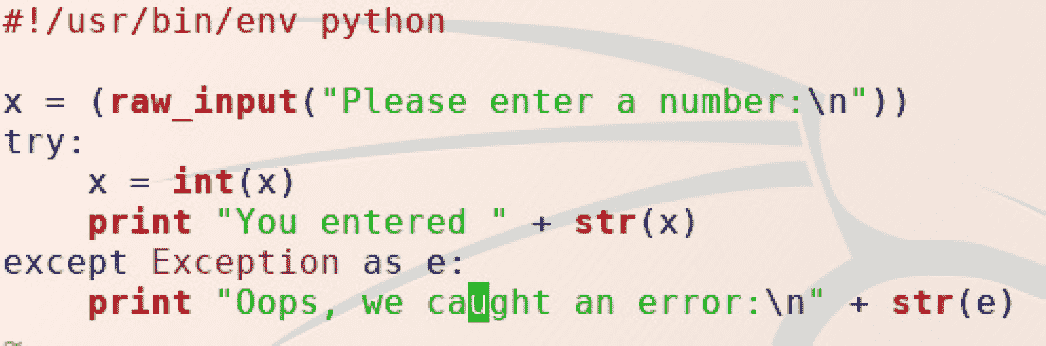 #!/usr/bin/env python
x = (raw_input("Please enter a number:\n"))
try:
    x = int(x)
    print "You entered " + str(x)
except Exception as e:
    print "Oops, we caught an error:\n" + str(e)
~